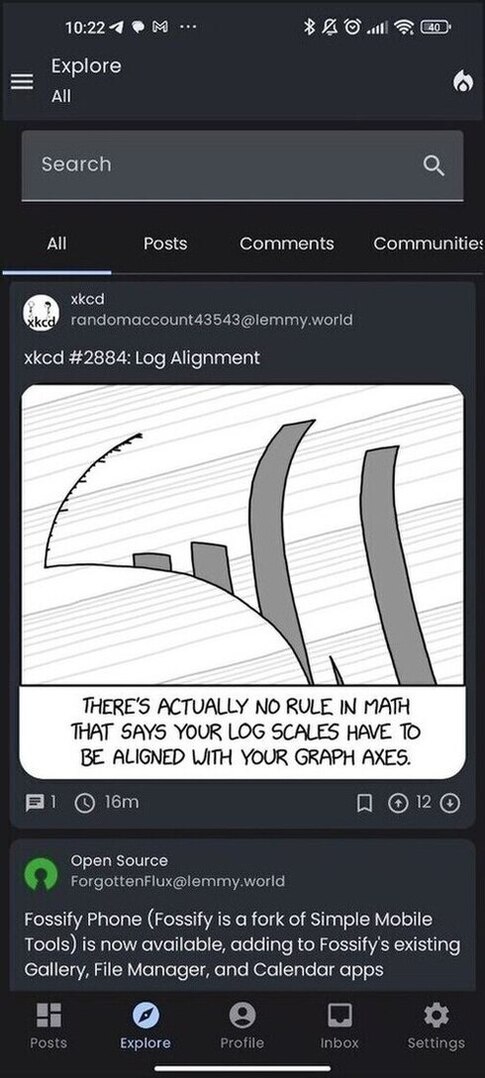 10:22
40
Explore
All
Search
All Posts Comments Communities
xkcd
xkcd
randomaccount43543@lemmy.world
xkcd #2884: Log Alignment
THERE'S ACTUALLY NO RULE IN MATH
THAT SAYS YOUR LOG SCALES HAVE TO
BE ALIGNED WITH YOUR GRAPH AXES.
1 16m 12
Open Source
ForgottenFlux@lemmy.world
Fossify Phone (Fossify is a fork of Simple Mobile
Tools) is now available, adding to Fossify's existing
Gallery, File Manager, and Calendar apps
Posts Explore Profile Inbox Settings